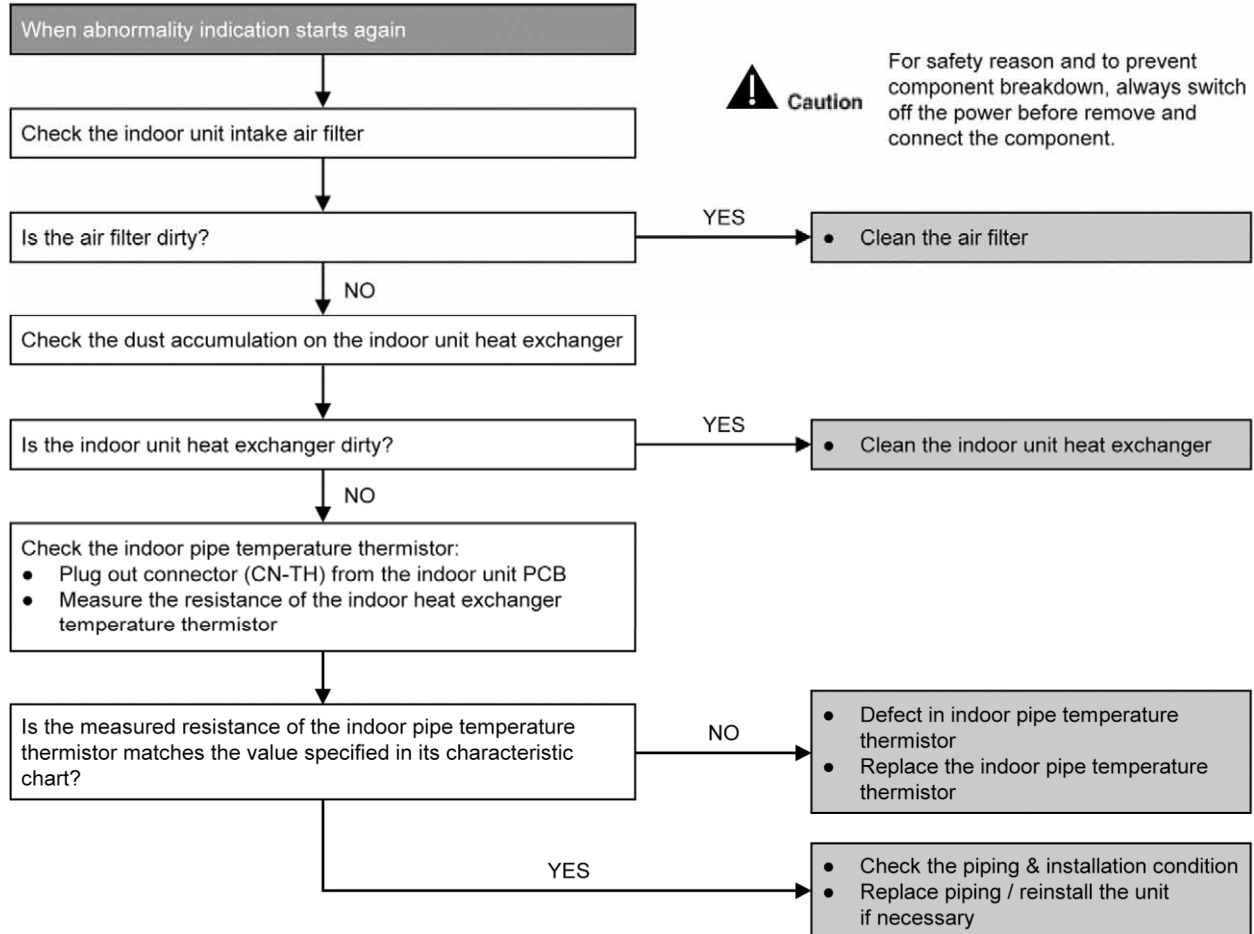 When abnormality indication starts again
For safety reason and to prevent
component breakdown, always switch
off the power before remove and
connect the component.
Caution
Check the indoor unit intake air filter
Is the air filter dirty?
YES
● Clean the air filter
NO
Check the dust accumulation on the indoor unit heat exchanger
Is the indoor unit heat exchanger dirty?
YES
● Clean the indoor unit heat exchanger
NO
Check the indoor pipe temperature thermistor:
● Plug out connector (CN-TH) from the indoor unit PCB
● Measure the resistance of the indoor heat exchanger
temperature thermistor
Is the measured resistance of the indoor pipe temperature
thermistor matches the value specified in its characteristic
chart?
NO
● Defect in indoor pipe temperature
thermistor
● Replace the indoor pipe temperature
thermistor
YES
● Check the piping & installation condition
● Replace piping / reinstall the unit
if necessary